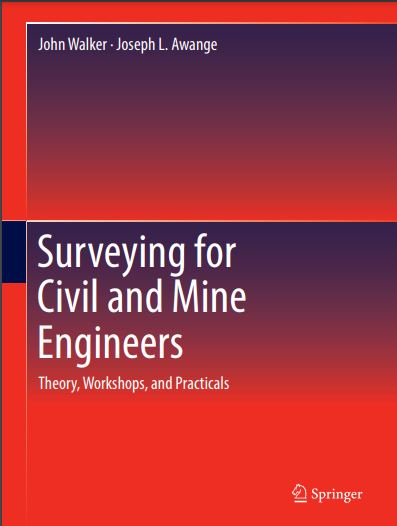 John Walker · Joseph L. Awange
Surveying for
Civil and Mine
Engineers
Theory, Workshops, and Practicals
Springer